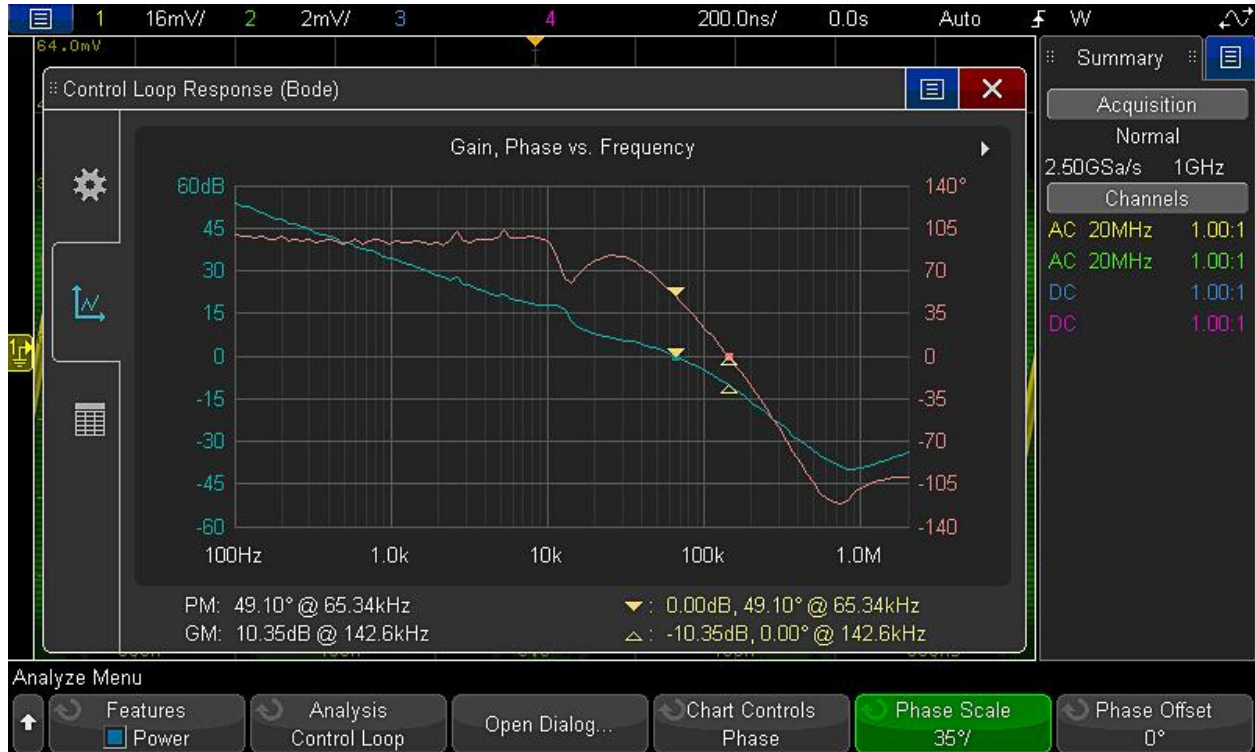 1 16mV/ 2 2mV/ 3 4 200.0ns/ 0.0s Auto W
64.0mV
Control Loop Response (Bode)
Gain, Phase vs. Frequency
60dB 140°
45 105
30 70
15 35
0 0
-15 -35
-30 -70
-45 -105
-60 -140
100Hz 1.0k 10k 100k 1.0M
PM: 49.10° @ 65.34kHz
GM: 10.35dB @ 142.6kHz
: 0.00dB, 49.10° @ 65.34kHz
: -10.35dB, 0.00° @ 142.6kHz
Summary
Acquisition
Normal
2.50GSa/s 1GHz
Channels
AC 20MHz 1.00:1
AC 20MHz 1.00:1
DC 1.00:1
DC 1.00:1
Analyze Menu
Features
Power
Analysis
Control Loop
Open Dialog...
Chart Controls
Phase
Phase Scale
35°/
Phase Offset
0°